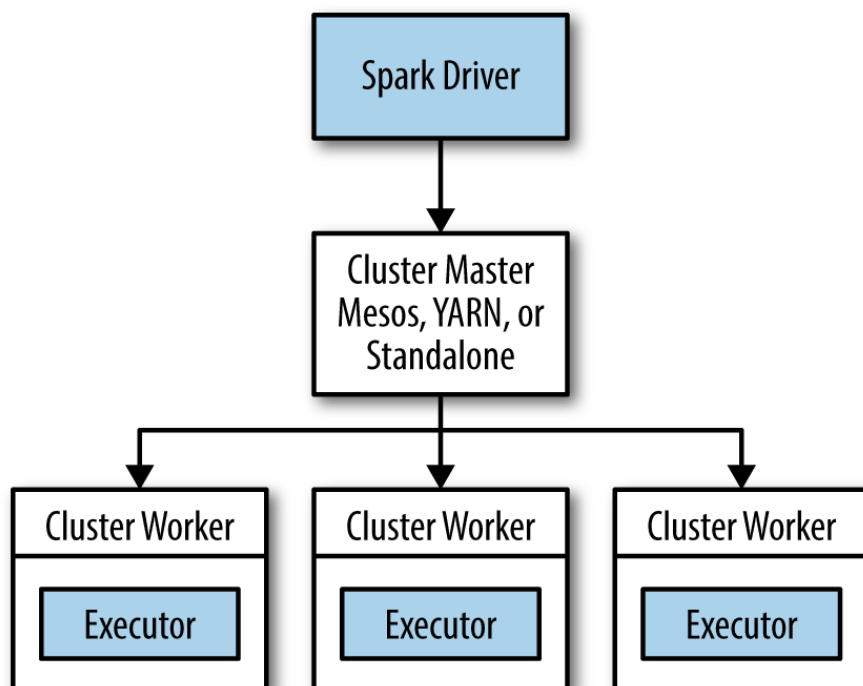 Spark Driver
Cluster Master
Mesos, YARN, or
Standalone
Cluster Worker
Cluster Worker
Cluster Worker
Executor
Executor
Executor